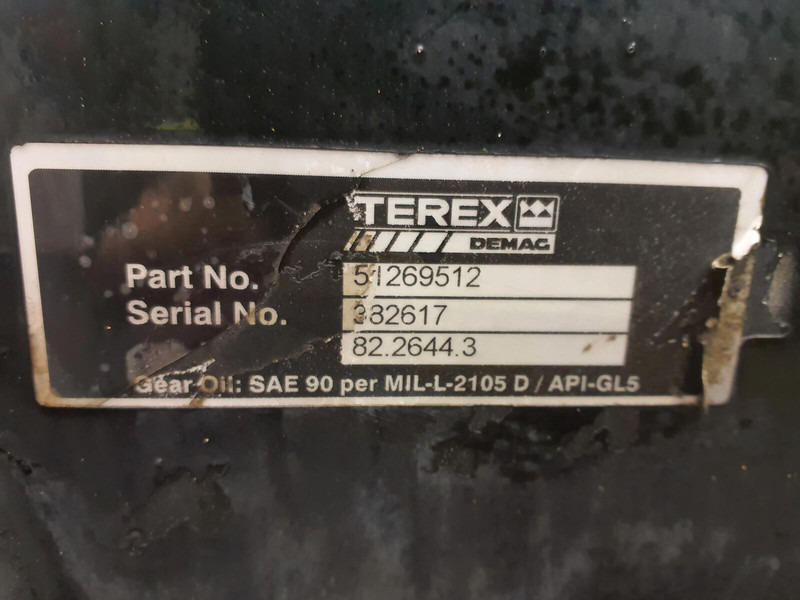 TEREX
DEMAG
Part No. 51269512
Serial No. 382617
82.2644.3
Gear Oil: SAE 90 per MIL-L-2105 D / API-GL5